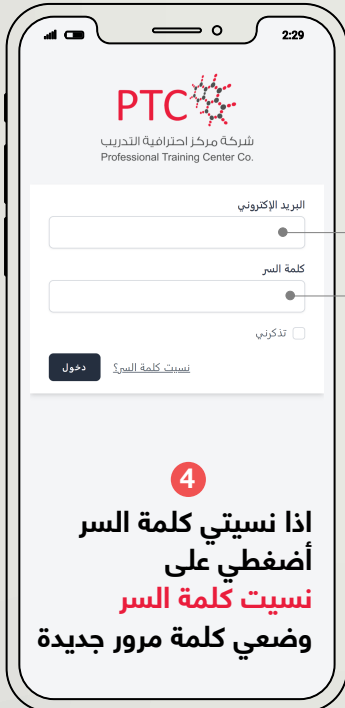 2:29
PTC
شركة مركز احترافية التدريب
Professional Training Center Co.
البريد الإكتروني
كلمة السر
تذكرني
نسيت كلمة السر؟
دخول
4
اذا نسيتي كلمة السر
أضغطي على
نسيت كلمة السر
وضعي كلمة مرور جديدة